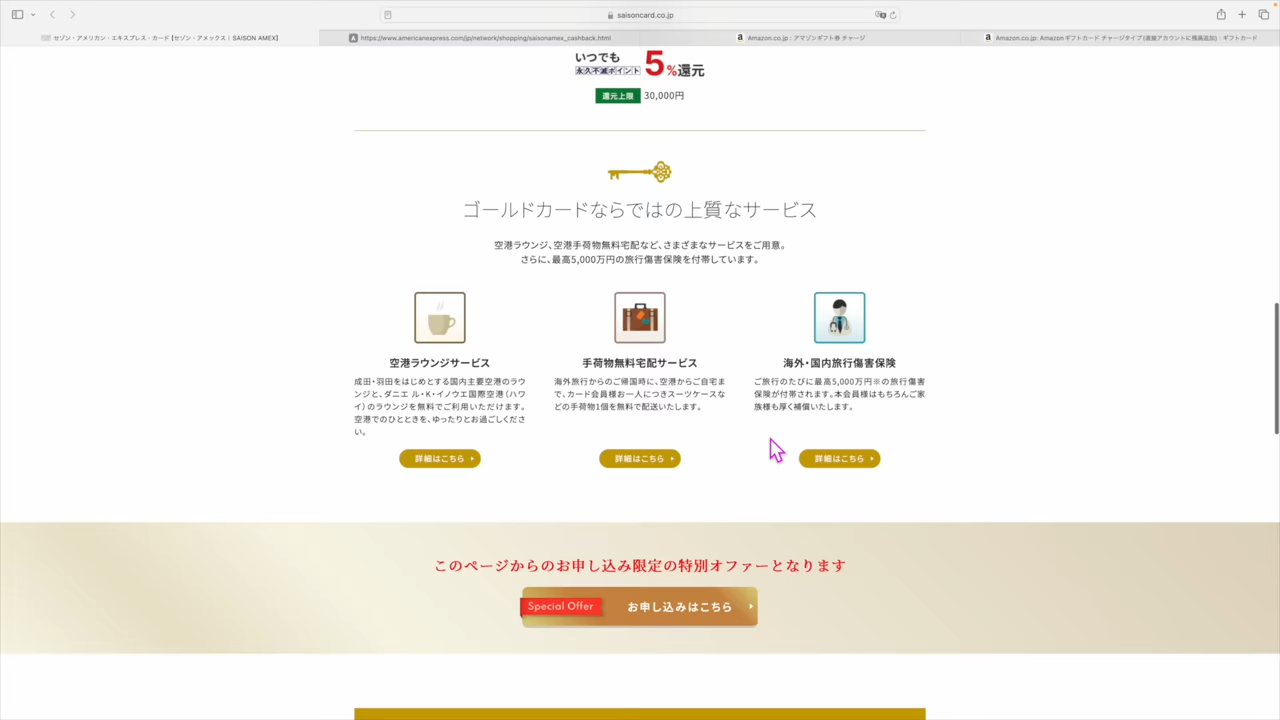 saisoncard.co.jp
セゾン・アメリカン・エキスプレス・カード【セゾン・アメックス | SAISON AMEX】
https://www.americanexpress.com/jp/network/shopping/saisonamex_cashback.html
Amazon.co.jp : アマゾンギフト券 チャージ
Amazon.co.jp: Amazonギフトカード チャージタイプ(直接アカウントに残高追加) : ギフトカード
いつでも
永久不滅ポイント 5%還元
還元上限 30,000円
ゴールドカードならではの上質なサービス
空港ラウンジ、空港手荷物無料宅配など、さまざまなサービスをご用意。
さらに、最高5,000万円の旅行傷害保険を付帯しています。
空港ラウンジサービス
成田・羽田をはじめとする国内主要空港のラウ
ンジと、ダニエ ル・K・イノウエ国際空港（ハワ
イ）のラウンジを無料でご利用いただけます。
空港でのひとときを、ゆったりとお過ごしくださ
い。
詳細はこちら
手荷物無料宅配サービス
海外旅行からのご帰国時に、空港からご自宅ま
で、カード会員様お一人につきスーツケースな
どの手荷物1個を無料で配送いたします。
詳細はこちら
海外・国内旅行傷害保険
ご旅行のたびに最高5,000万円※の旅行傷害
保険が付帯されます。本会員様はもちろんご家
族様も厚く補償いたします。
詳細はこちら
このページからのお申し込み限定の特別オファーとなります
Special Offer お申し込みはこちら